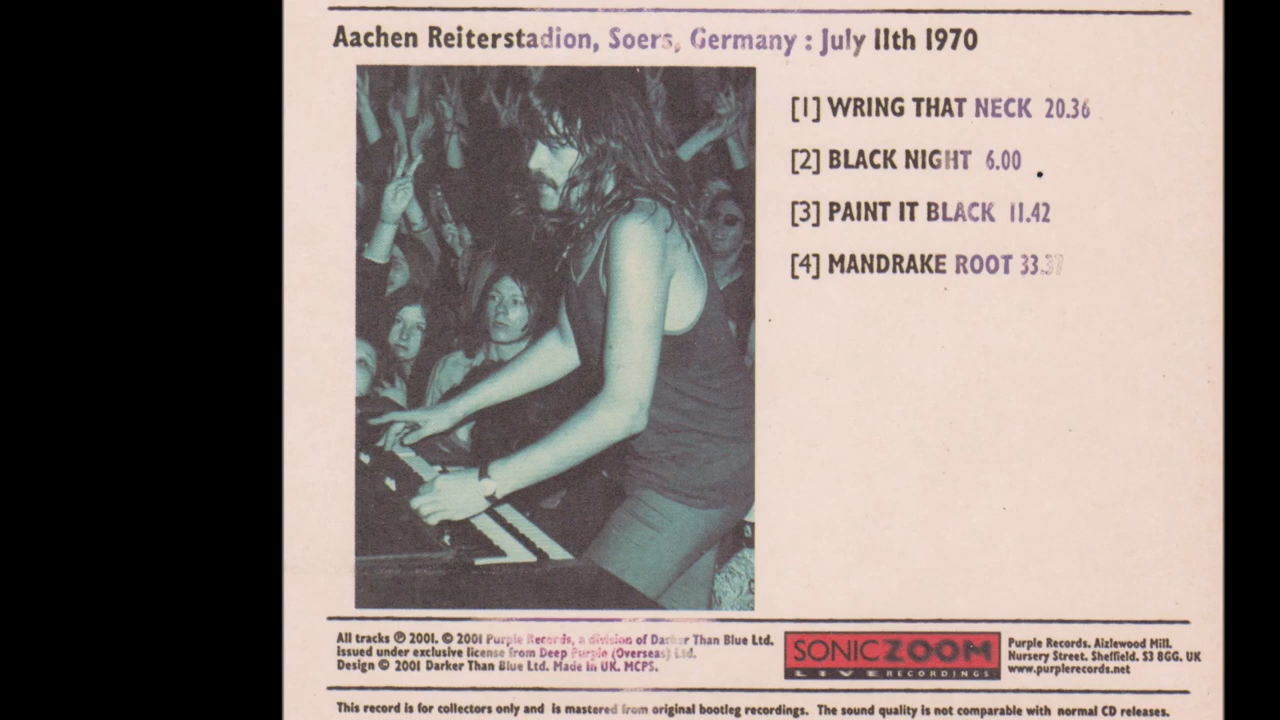 Aachen Reiterstadion, Soers, Germany : July 11th 1970
[1] WRING THAT NECK 20.36
[2] BLACK NIGHT 6.00
[3] PAINT IT BLACK 11.42
[4] MANDRAKE ROOT 33.37
All tracks ℗ 2001. © 2001 Purple Records, a division of Darker Than Blue Ltd.
Issued under exclusive license from Deep Purple (Overseas) Ltd.
Design © 2001 Darker Than Blue Ltd. Made in UK. MCPS.
SONICZOOM
LIVE RECORDINGS
Purple Records. Aizlewood Mill.
Nursery Street. Sheffield. S3 8GG. UK
www.purplerecords.net
This record is for collectors only and is mastered from original bootleg recordings. The sound quality is not comparable with normal CD releases.